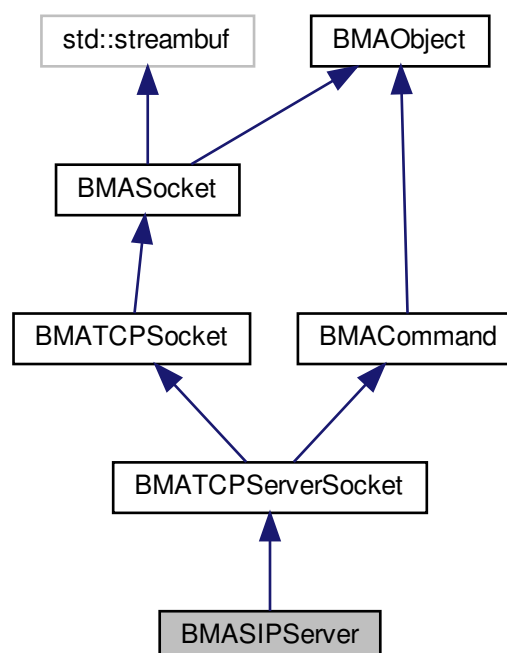 std::streambuf
BMAObject
BMASocket
BMATCPSocket
BMACommand
BMATCPServerSocket
BMASIPServer